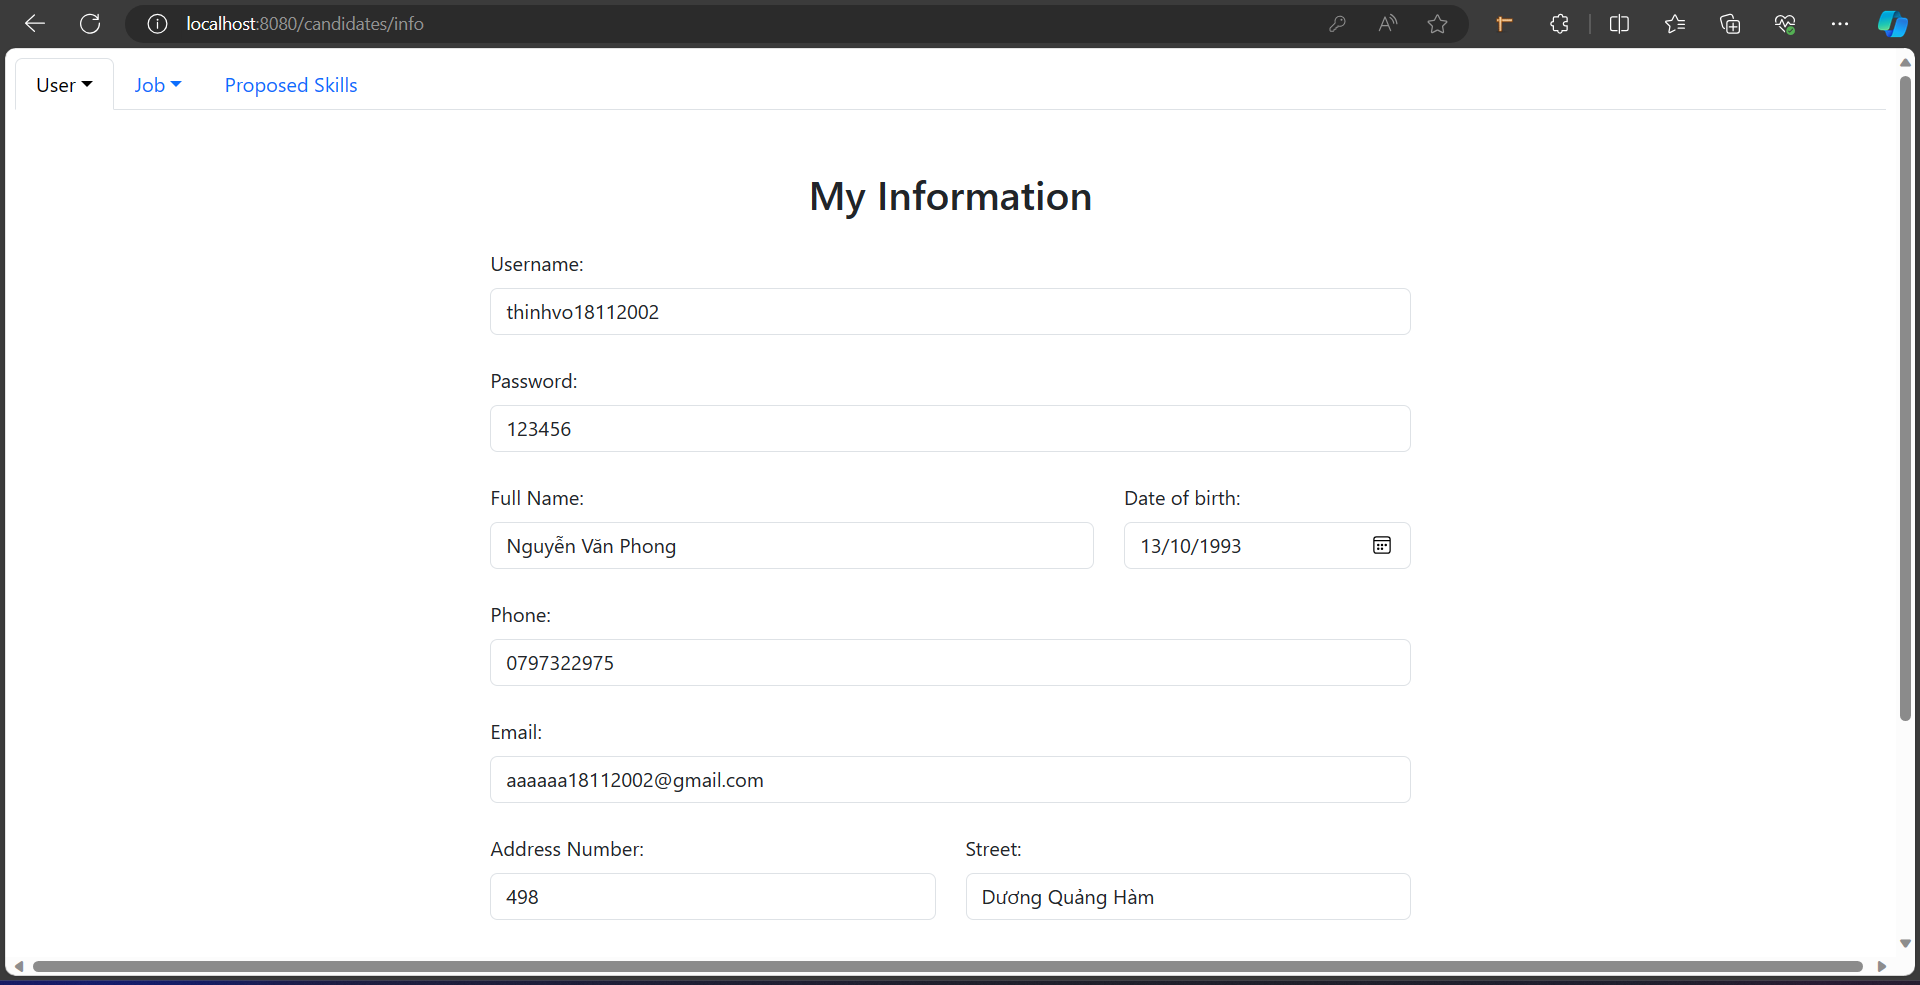 localhost:8080/candidates/info
User Job Proposed Skills
My Information
Username:
thinhvo18112002
Password:
123456
Full Name: Date of birth:
Nguyễn Văn Phong 13/10/1993
Phone:
0797322975
Email:
aaaaaa18112002@gmail.com
Address Number: Street:
498 Dương Quảng Hàm